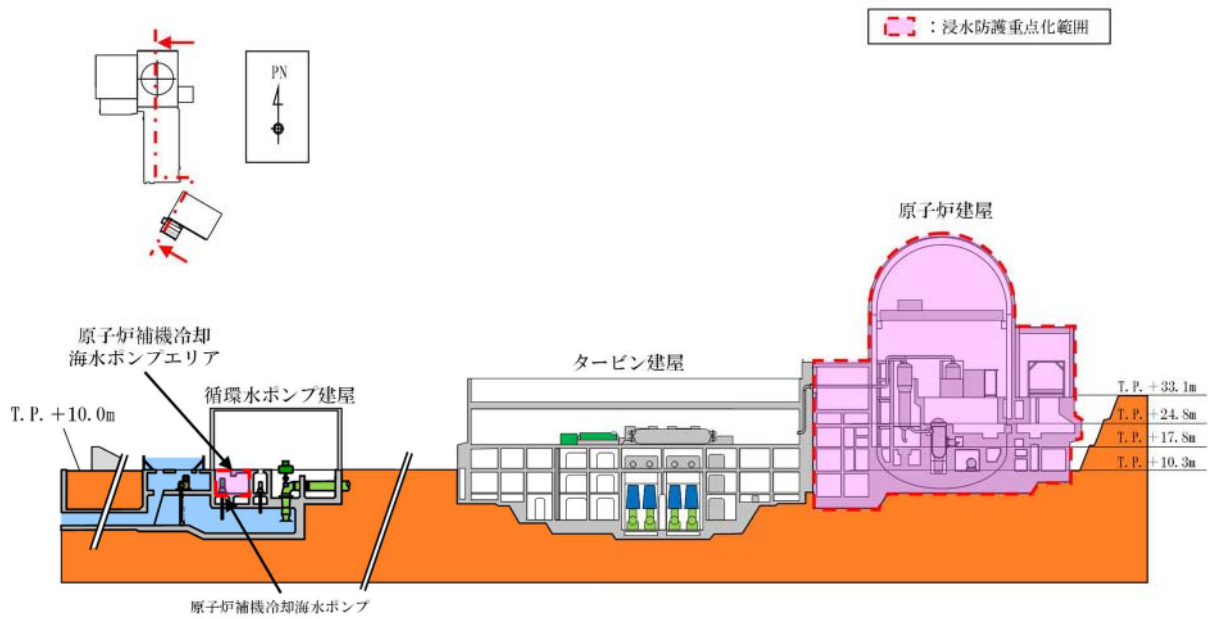 ：浸水防護重点化範囲
PN
原子炉建屋
原子炉補機冷却
海水ポンプエリア
タービン建屋
循環水ポンプ建屋
T.P. +33.1m
T.P. +10.0m
T.P. +24.8m
T.P. +17.8m
T.P. +10.3m
原子炉補機冷却海水ポンプ